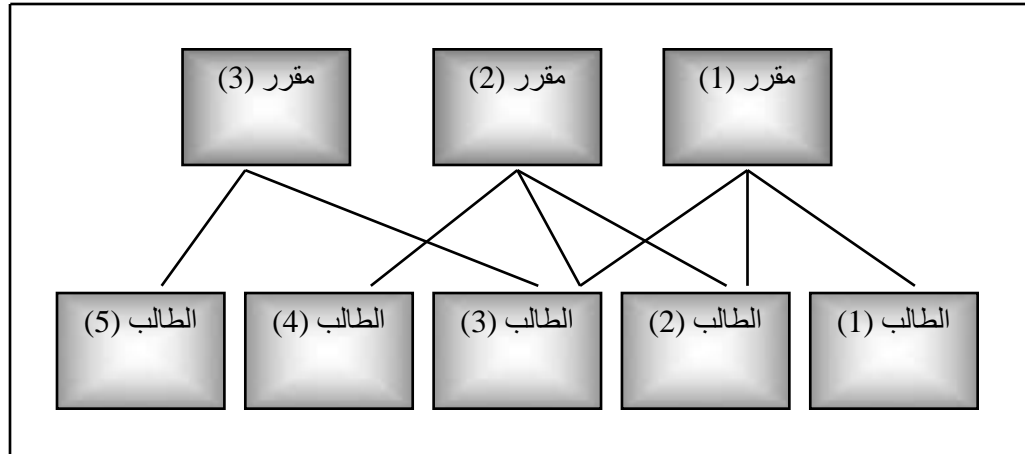 مقرر (1)
مقرر (2)
مقرر (3)
الطالب (1)
الطالب (2)
الطالب (3)
الطالب (4)
الطالب (5)